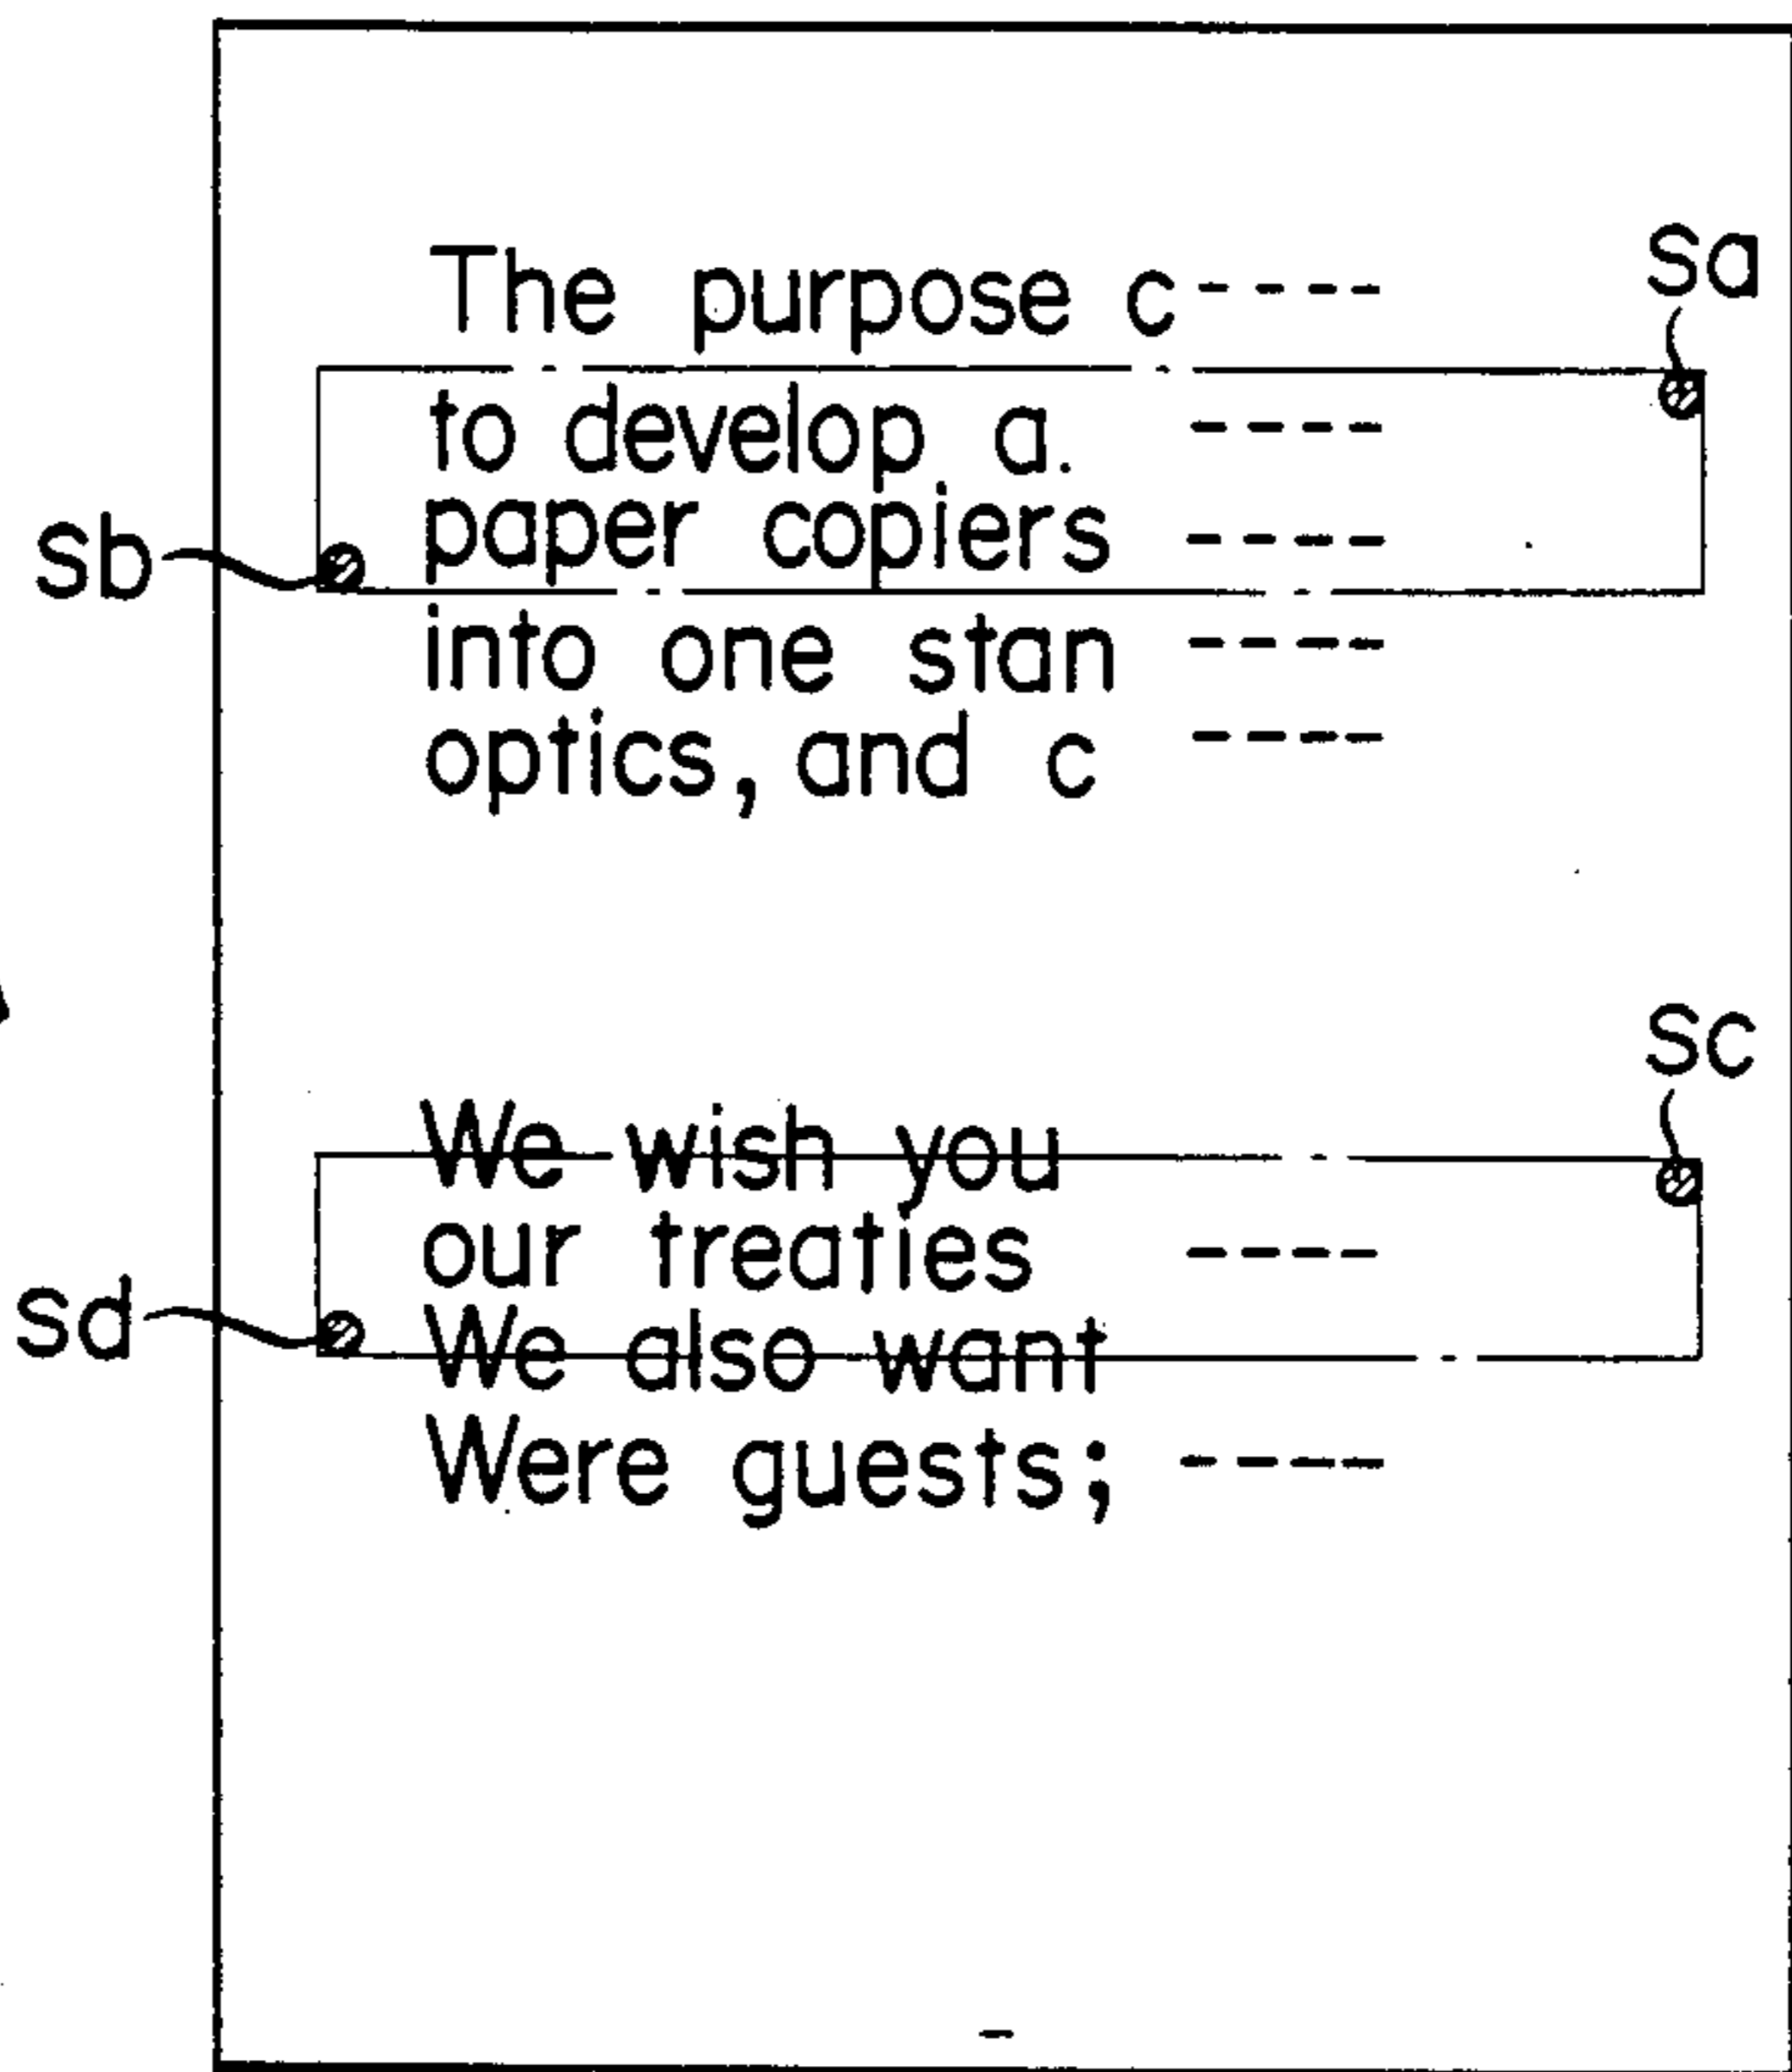 The purpose c ----
sa
to develop a. ----
paper copiers ----
sb
into one stan ----
optics, and c ----
sc
We wish you
our treaties ----
sd
We also want
Were guests; ----